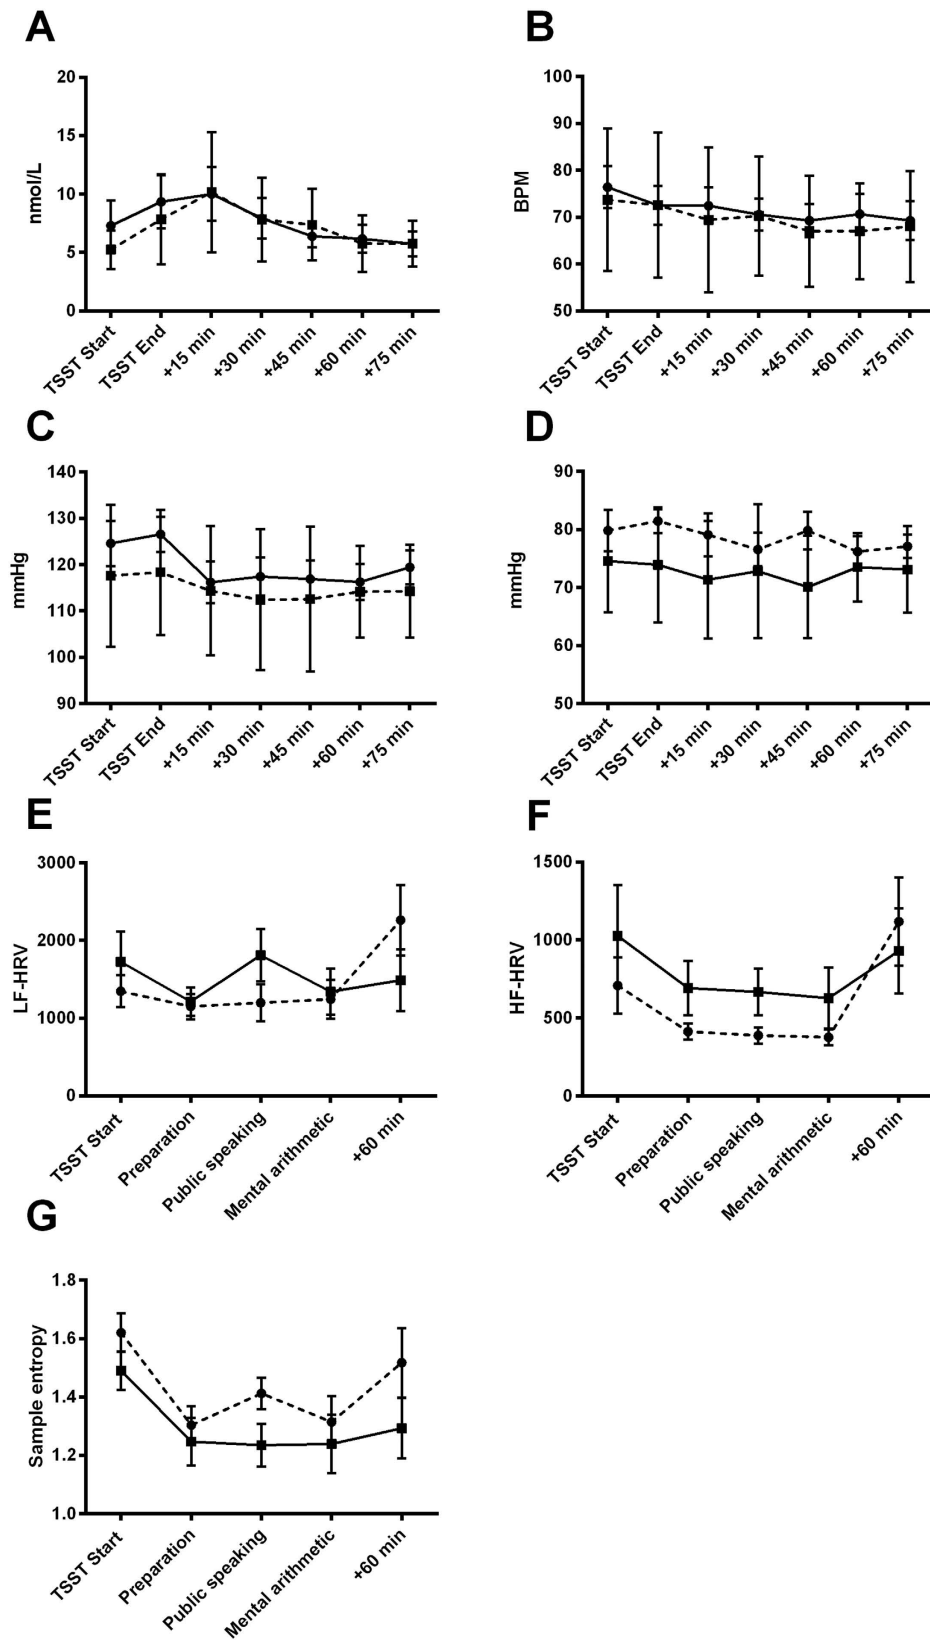 A
nmol/L
20
15
10
5
0
TSST Start
TSST End
+15 min
+30 min
+45 min
+60 min
+75 min
B
BPM
100
90
80
70
60
50
TSST Start
TSST End
+15 min
+30 min
+45 min
+60 min
+75 min
C
mmHg
140
130
120
110
100
90
TSST Start
TSST End
+15 min
+30 min
+45 min
+60 min
+75 min
D
mmHg
90
80
70
60
50
TSST Start
TSST End
+15 min
+30 min
+45 min
+60 min
+75 min
E
LF-HRV
3000
2000
1000
0
TSST Start
Preparation
Public speaking
Mental arithmetic
+60 min
F
HF-HRV
1500
1000
500
0
TSST Start
Preparation
Public speaking
Mental arithmetic
+60 min
G
Sample entropy
1.8
1.6
1.4
1.2
1.0
TSST Start
Preparation
Public speaking
Mental arithmetic
+60 min